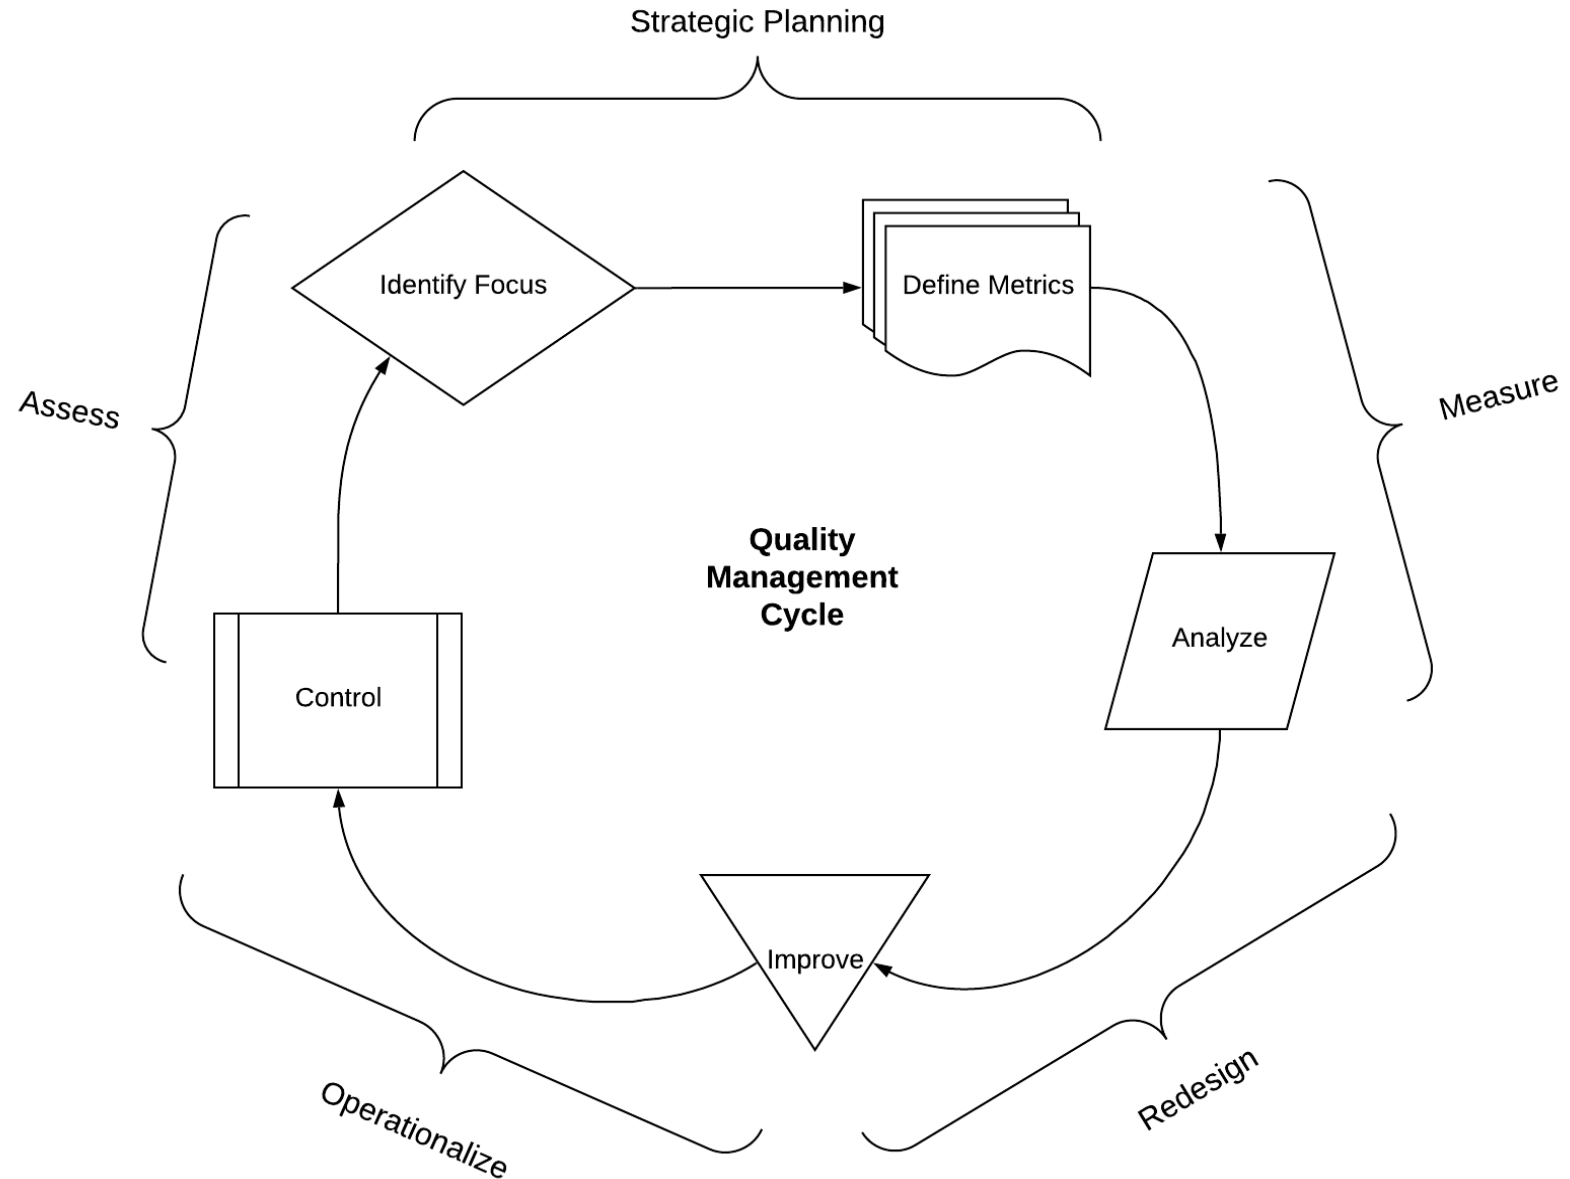 Strategic Planning
Identify Focus
Define Metrics
Assess
Measure
Quality
Management
Cycle
Analyze
Control
Improve
Operationalize
Redesign